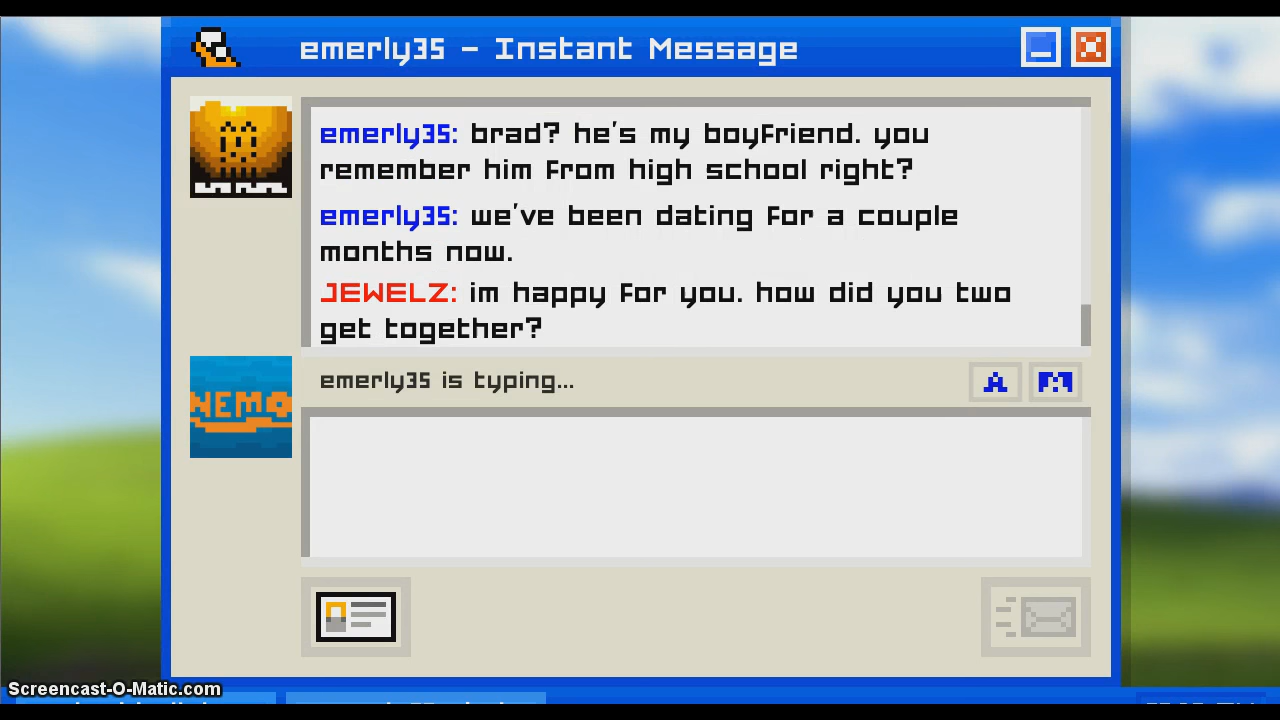 emerly35 - Instant Message
emerly35: brad? he's my boyfriend. you
remember him from high school right?
emerly35: we've been dating for a couple
months now.
JEWELZ: im happy for you. how did you two
get together?
emerly35 is typing...
A
NEMO
Screencast-O-Matic.com